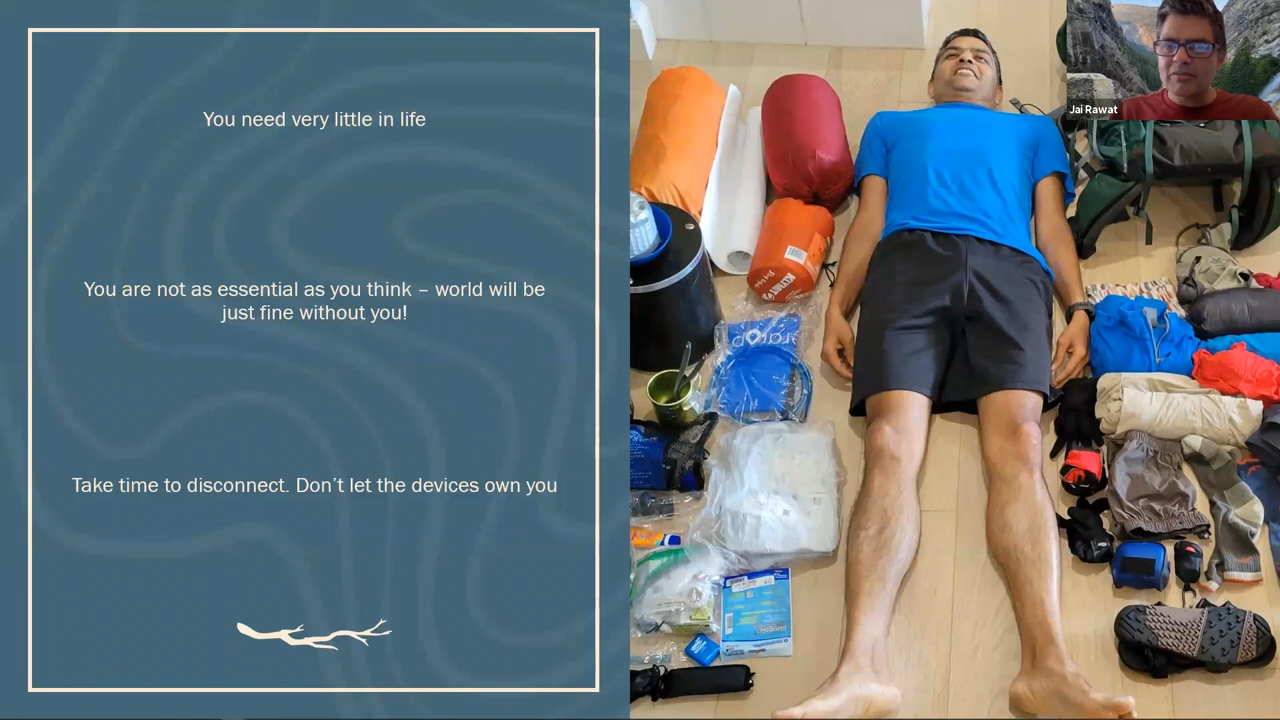 You need very little in life
You are not as essential as you think – world will be
just fine without you!
Take time to disconnect. Don’t let the devices own you
Jai Rawat